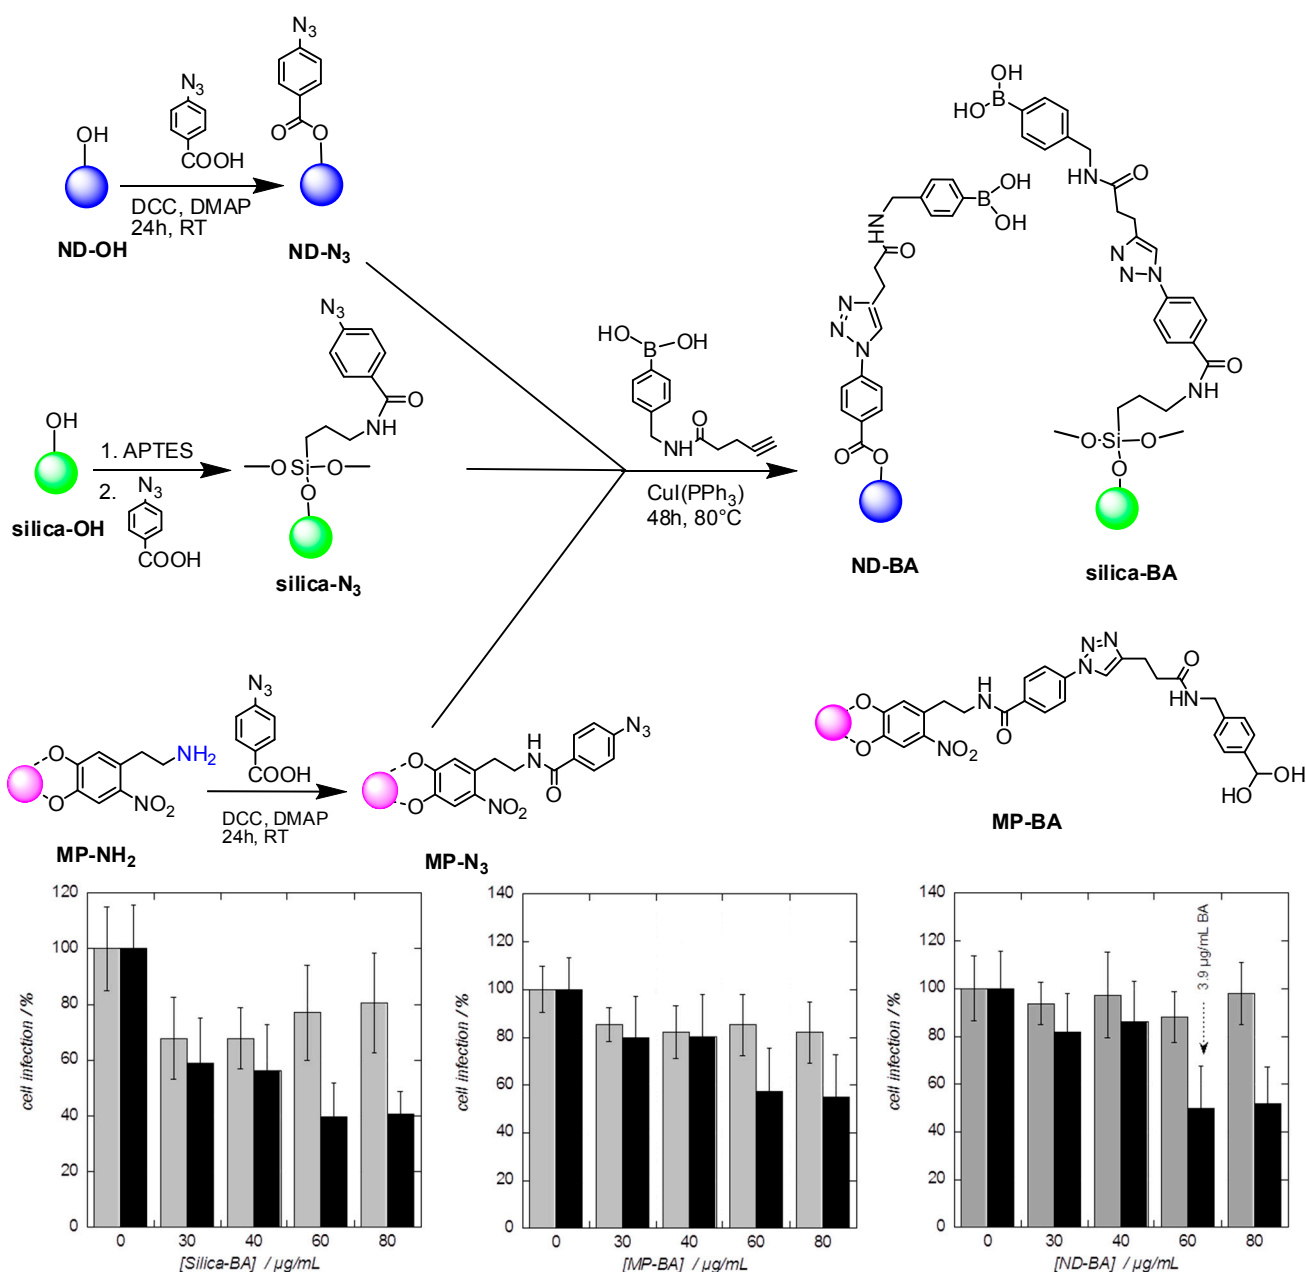 N₃
OH
N₃
COOH
DCC, DMAP
24h, RT
ND-OH
O
O
ND-N₃
OH
1. APTES
2.
N₃
COOH
silica-OH
N₃
O
NH
—O-Si-O—
O
silica-N₃
HO
B
OH
NH
O
CuI(PPh₃)
48h, 80°C
OH
B
OH
N
H
O
N
N
N
O
O
ND-BA
OH
HO
B
HN
O
N
N
N
O
NH
O
Si
O
O
silica-BA
O
O
NH₂
NO₂
MP-NH₂
N₃
COOH
DCC, DMAP
24h, RT
O
O
H
N
O
NO₂
N₃
MP-N₃
O
O
H
N
O
NO₂
N
N
N
O
N
H
OH
HO
MP-BA
120
100
80
60
40
20
0
cell infection / %
0 30 40 60 80
[Silica-BA] / µg/mL
140
120
100
80
60
40
20
0
cell infection / %
0 30 40 60 80
[MP-BA] / µg/mL
140
120
100
80
60
40
20
0
cell infection / %
3.9 µg/mL BA
0 30 40 60 80
[ND-BA] / µg/mL